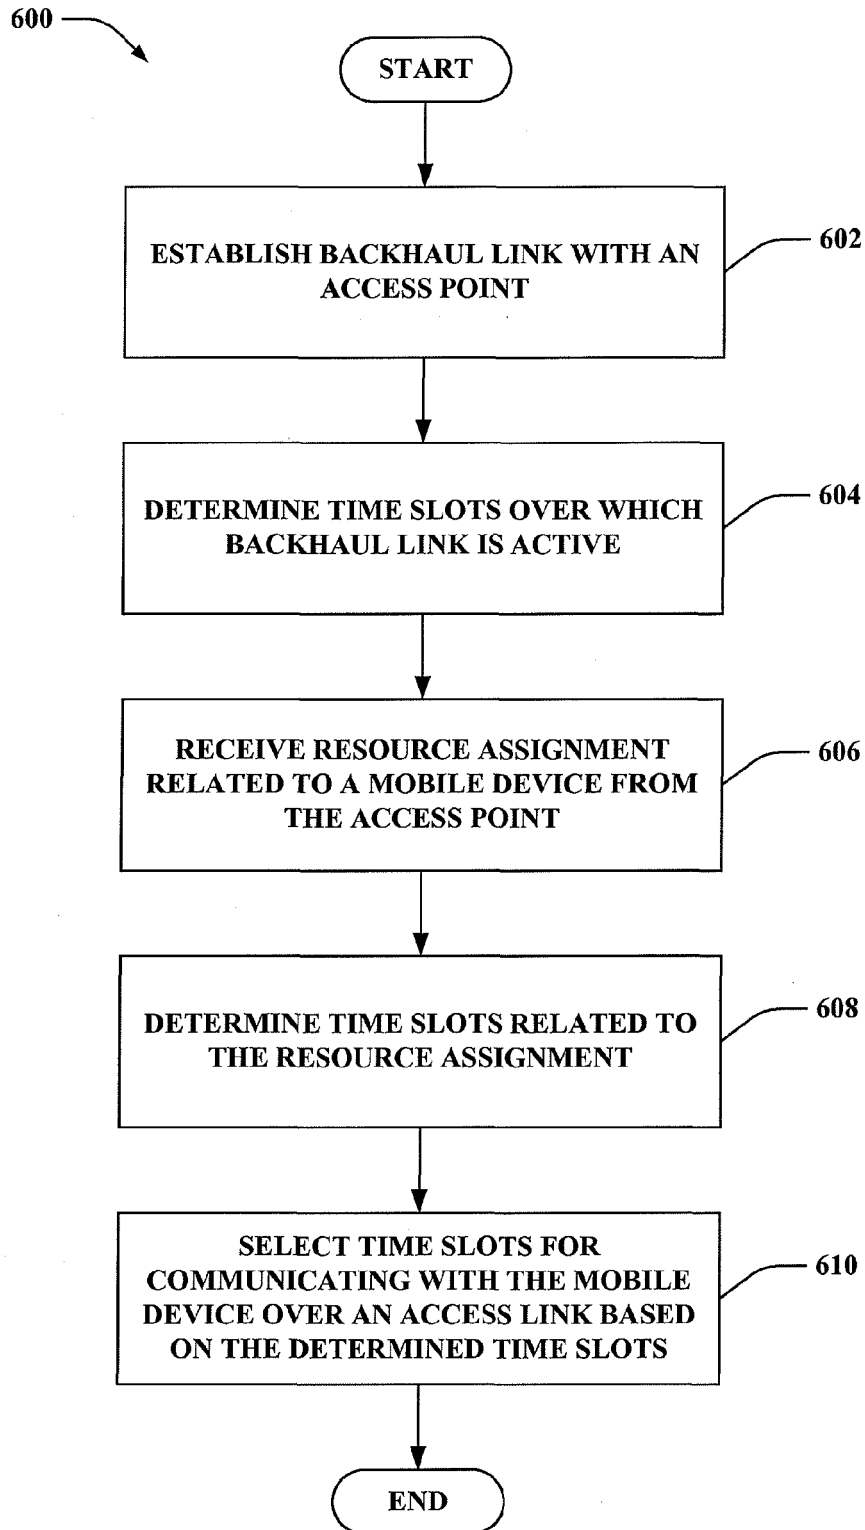 600
START
ESTABLISH BACKHAUL LINK WITH AN
ACCESS POINT
602
DETERMINE TIME SLOTS OVER WHICH
BACKHAUL LINK IS ACTIVE
604
RECEIVE RESOURCE ASSIGNMENT
RELATED TO A MOBILE DEVICE FROM
THE ACCESS POINT
606
DETERMINE TIME SLOTS RELATED TO
THE RESOURCE ASSIGNMENT
608
SELECT TIME SLOTS FOR
COMMUNICATING WITH THE MOBILE
DEVICE OVER AN ACCESS LINK BASED
ON THE DETERMINED TIME SLOTS
610
END